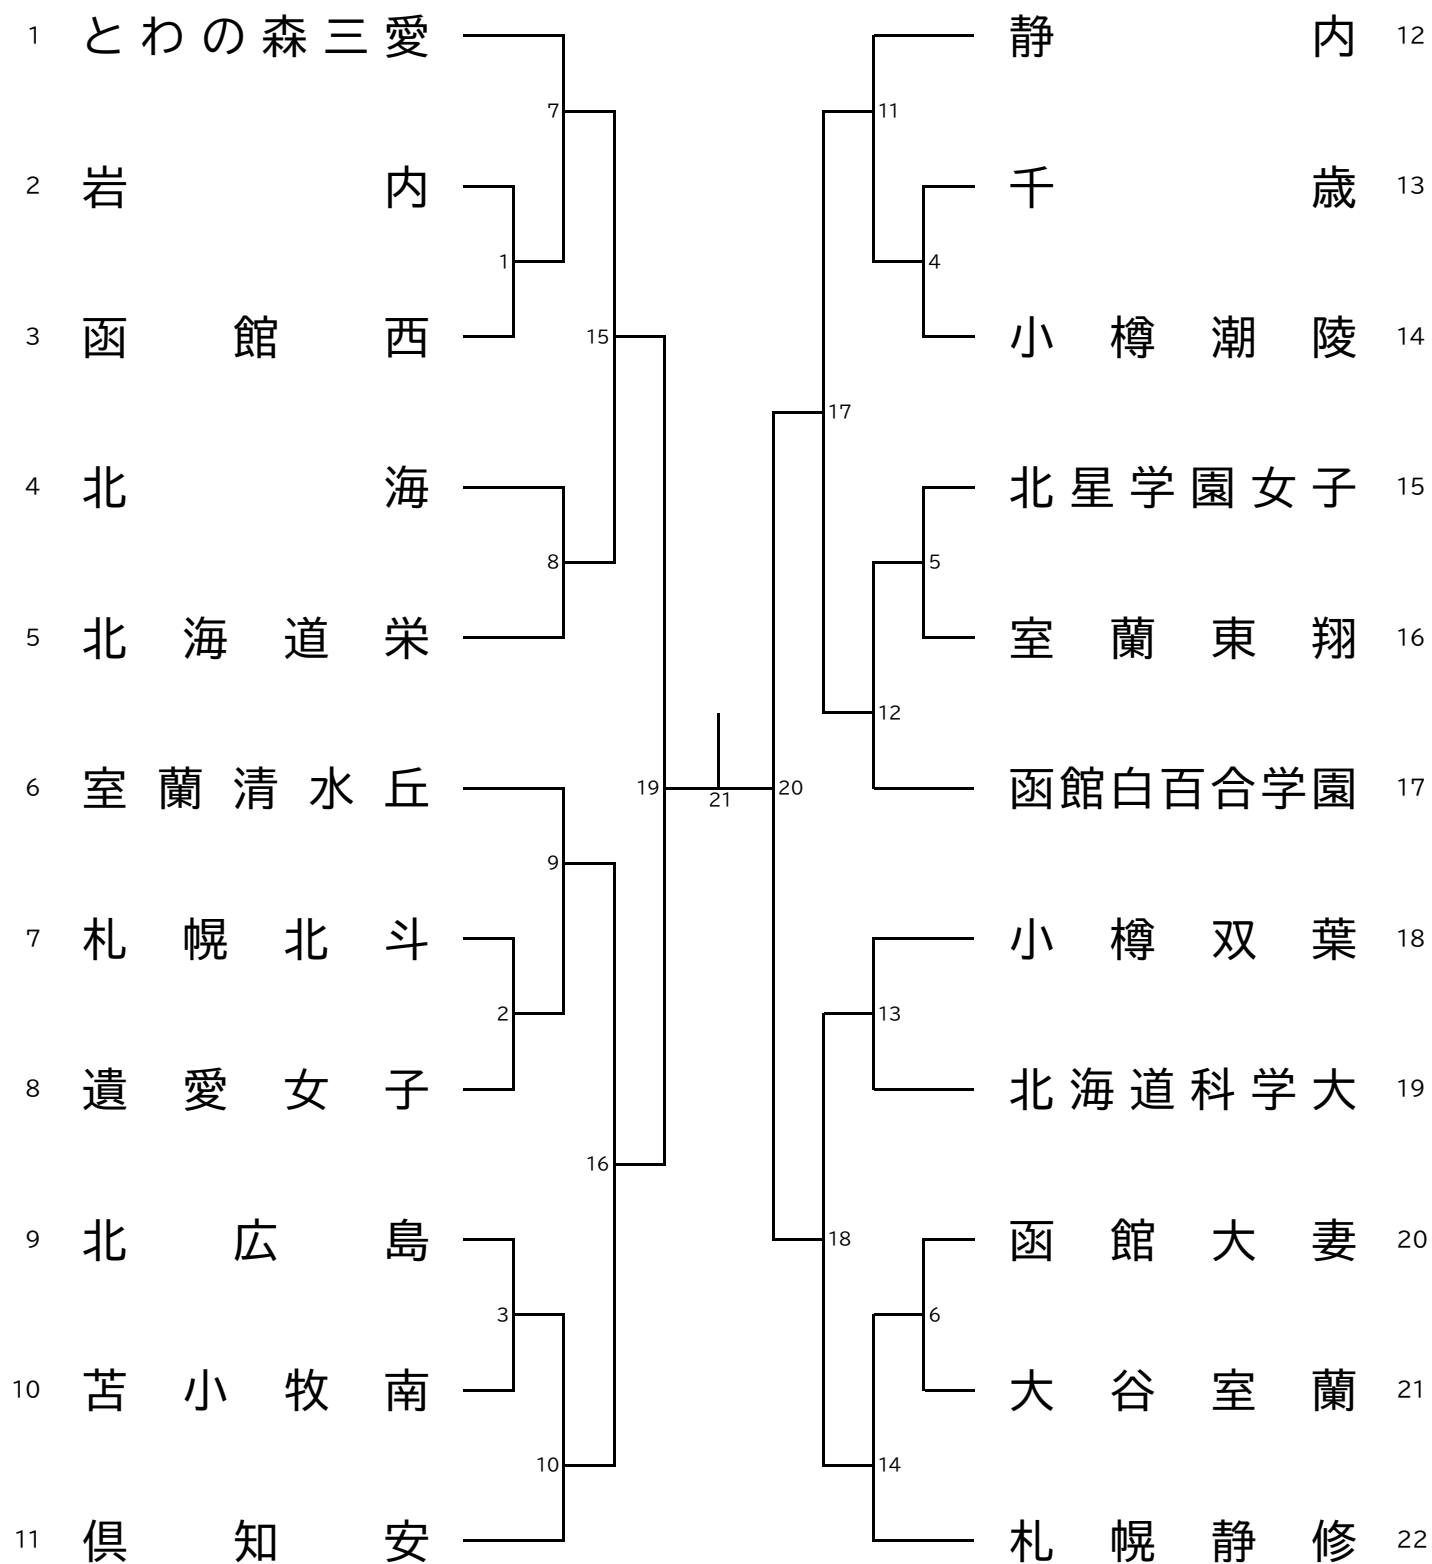 1 とわの森三愛
静内 12
7
11
2 岩内
千歳 13
1
4
3 函館西
15
小樽潮陵 14
17
4 北海
北星学園女子 15
8
5
5 北海道栄
室蘭東翔 16
12
6 室蘭清水丘
19
21
20
函館白百合学園 17
9
7 札幌北斗
小樽双葉 18
2
13
8 遺愛女子
北海道科学大 19
16
9 北広島
18
函館大妻 20
3
6
10 苫小牧南
大谷室蘭 21
10
14
11 倶知安
札幌静修 22